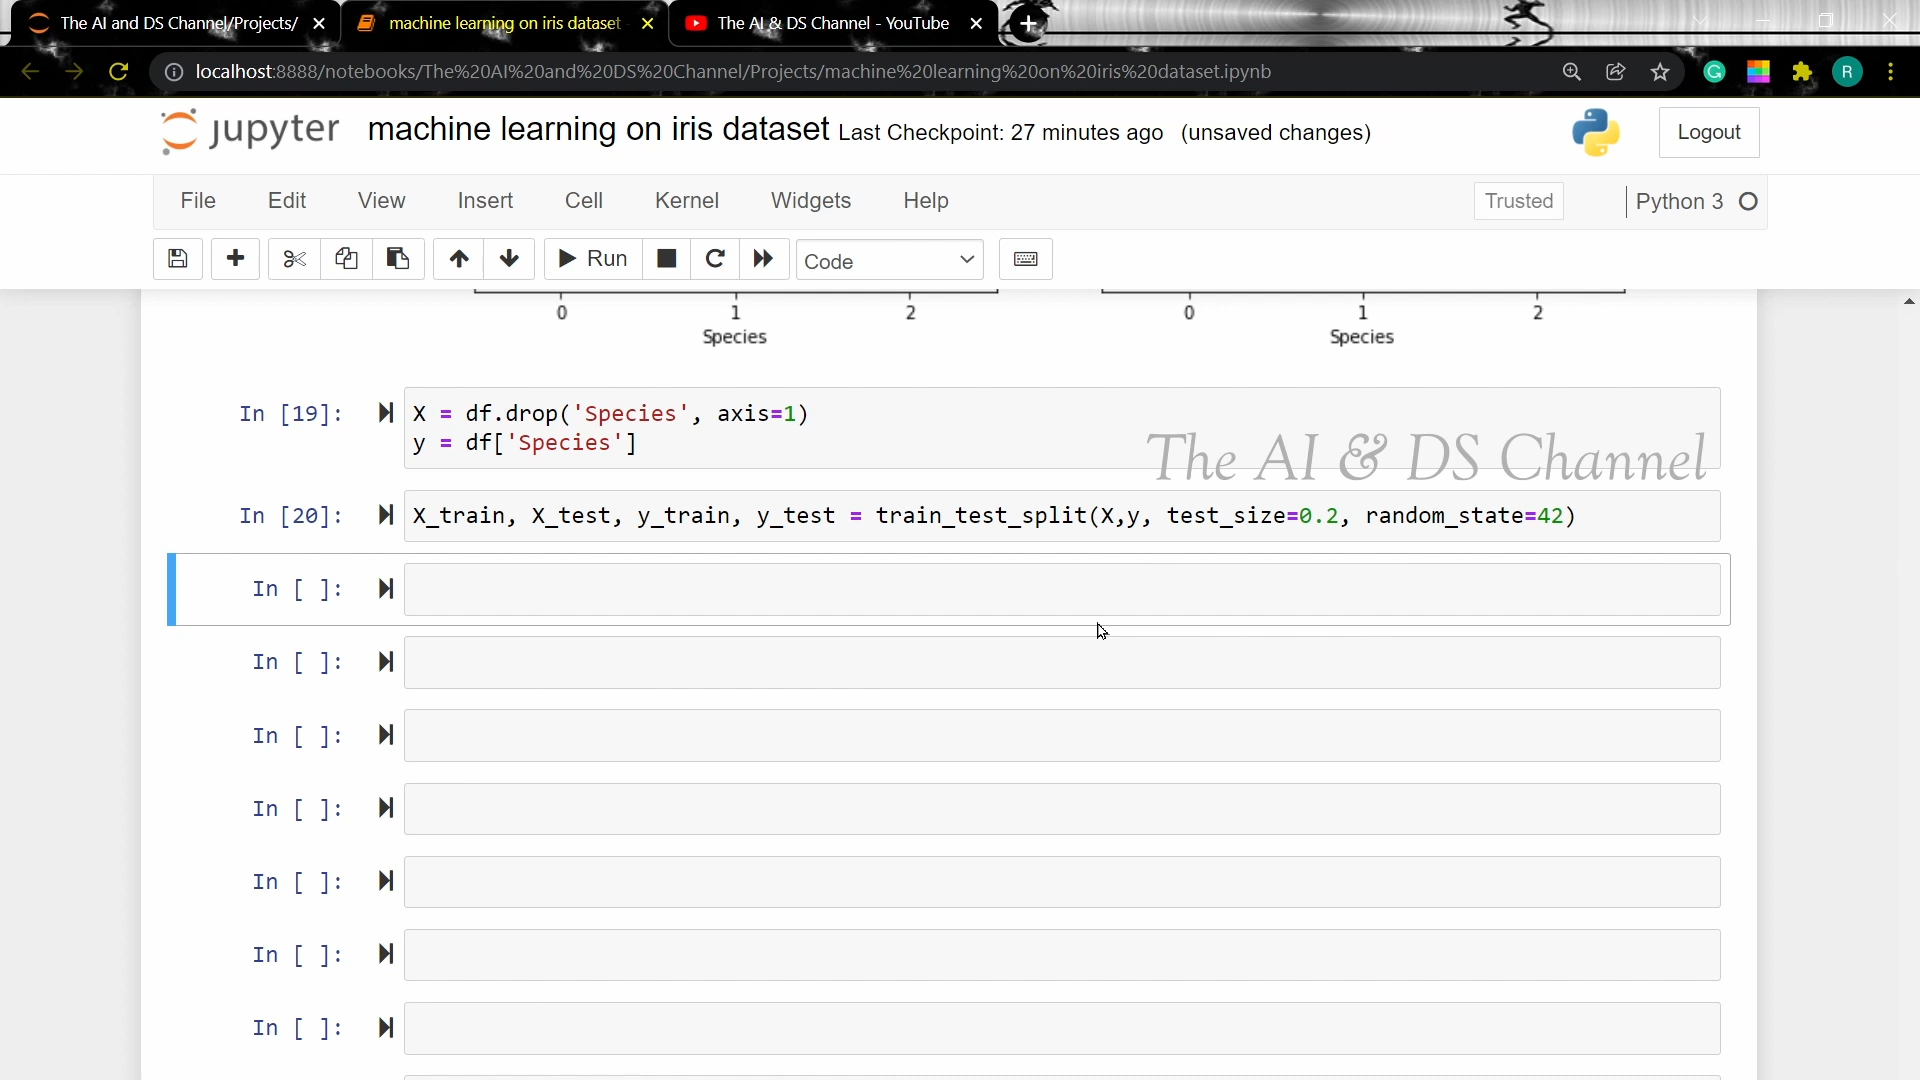 The AI and DS Channel/Projects/
machine learning on iris dataset
The AI & DS Channel - YouTube
localhost:8888/notebooks/The%20AI%20and%20DS%20Channel/Projects/machine%20learning%20on%20iris%20dataset.ipynb
R
jupyter machine learning on iris dataset Last Checkpoint: 27 minutes ago (unsaved changes)
Logout
File Edit View Insert Cell Kernel Widgets Help
Trusted
Python 3
Run
Code
0 1 2
Species
0 1 2
Species
In [19]: X = df.drop('Species', axis=1)
y = df['Species']
The AI & DS Channel
In [20]: X_train, X_test, y_train, y_test = train_test_split(X,y, test_size=0.2, random_state=42)
In [ ]:
In [ ]:
In [ ]:
In [ ]:
In [ ]:
In [ ]:
In [ ]: